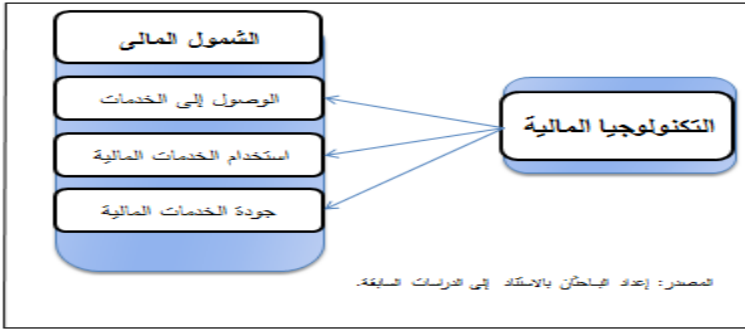 الشمول المالى
الوصول إلى الخدمات
التكنولوجيا المالية
استخدام الخدمات المالية
جودة الخدمات المالية
المصدر: إعداد الباحثان بالاستناد إلى الدراسات السابقة.